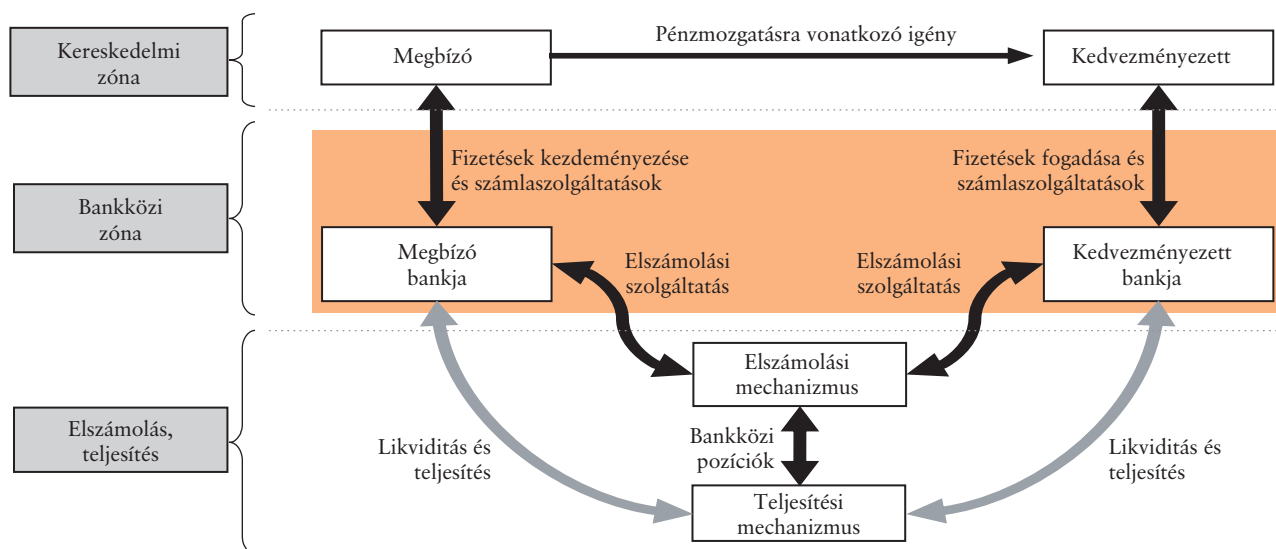 Kereskedelmi
zóna
Megbízó
Pénzmozgatásra vonatkozó igény
Kedvezményezett
Bankközi
zóna
Fizetések kezdeményezése
és számlaszolgáltatások
Fizetések fogadása és
számlaszolgáltatások
Megbízó
bankja
Elszámolási
szolgáltatás
Elszámolási
szolgáltatás
Kedvezményezett
bankja
Elszámolás,
teljesítés
Elszámolási
mechanizmus
Likviditás és
teljesítés
Bankközi
pozíciók
Likviditás és
teljesítés
Teljesítési
mechanizmus